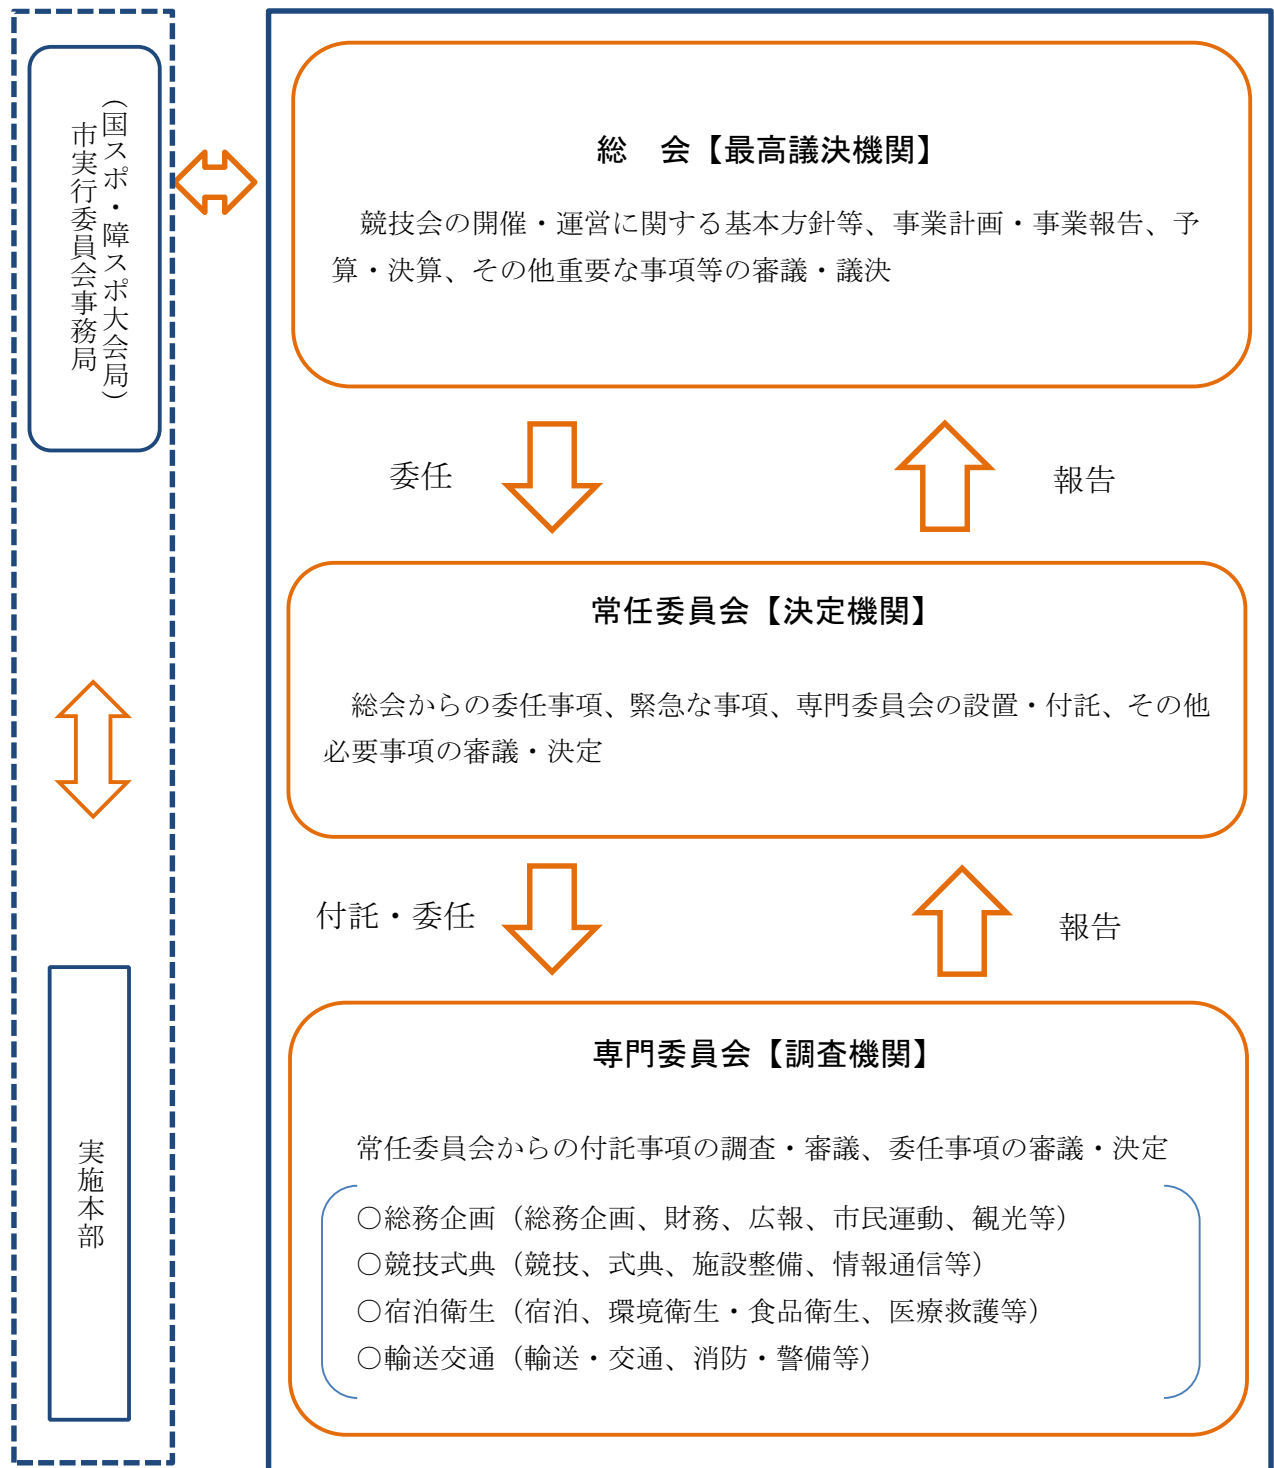 市実行委員会事務局
(国スポ・障スポ大会局)
総　会【最高議決機関】
競技会の開催・運営に関する基本方針等、事業計画・事業報告、予
算・決算、その他重要な事項等の審議・議決
委任
報告
常任委員会【決定機関】
総会からの委任事項、緊急な事項、専門委員会の設置・付託、その他
必要事項の審議・決定
付託・委任
報告
専門委員会【調査機関】
常任委員会からの付託事項の調査・審議、委任事項の審議・決定
○総務企画（総務企画、財務、広報、市民運動、観光等）
○競技式典（競技、式典、施設整備、情報通信等）
○宿泊衛生（宿泊、環境衛生・食品衛生、医療救護等）
○輸送交通（輸送・交通、消防・警備等）
実施本部